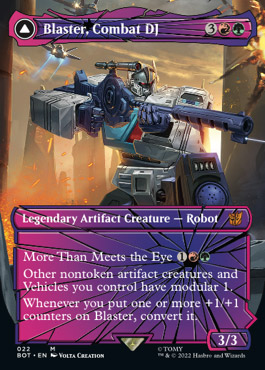 Blaster, Combat DJ 3
Legendary Artifact Creature — Robot
More Than Meets the Eye 1
Other nontoken artifact creatures and
Vehicles you control have modular 1.
Whenever you put one or more +1/+1
counters on Blaster, convert it.
3/3
022 M
BOT • EN Volta Creation
©TOMY
™ & © 2022 Hasbro and Wizards